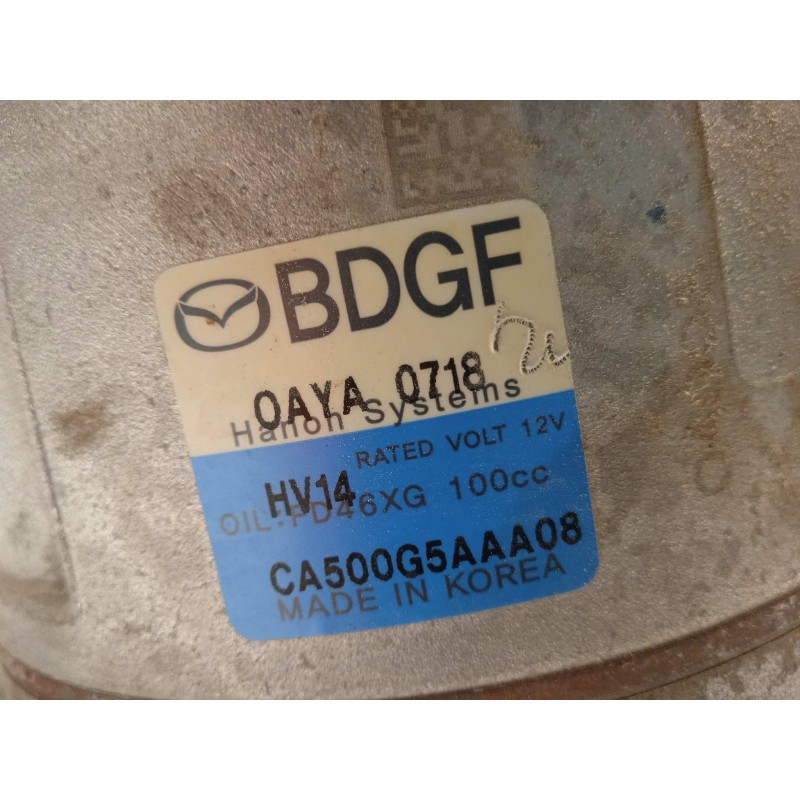 BDGF
0AYA 0718
Hanon Systems
RATED VOLT 12V
HV14
OIL:PD46XG 100cc
CA500G5AAA08
MADE IN KOREA